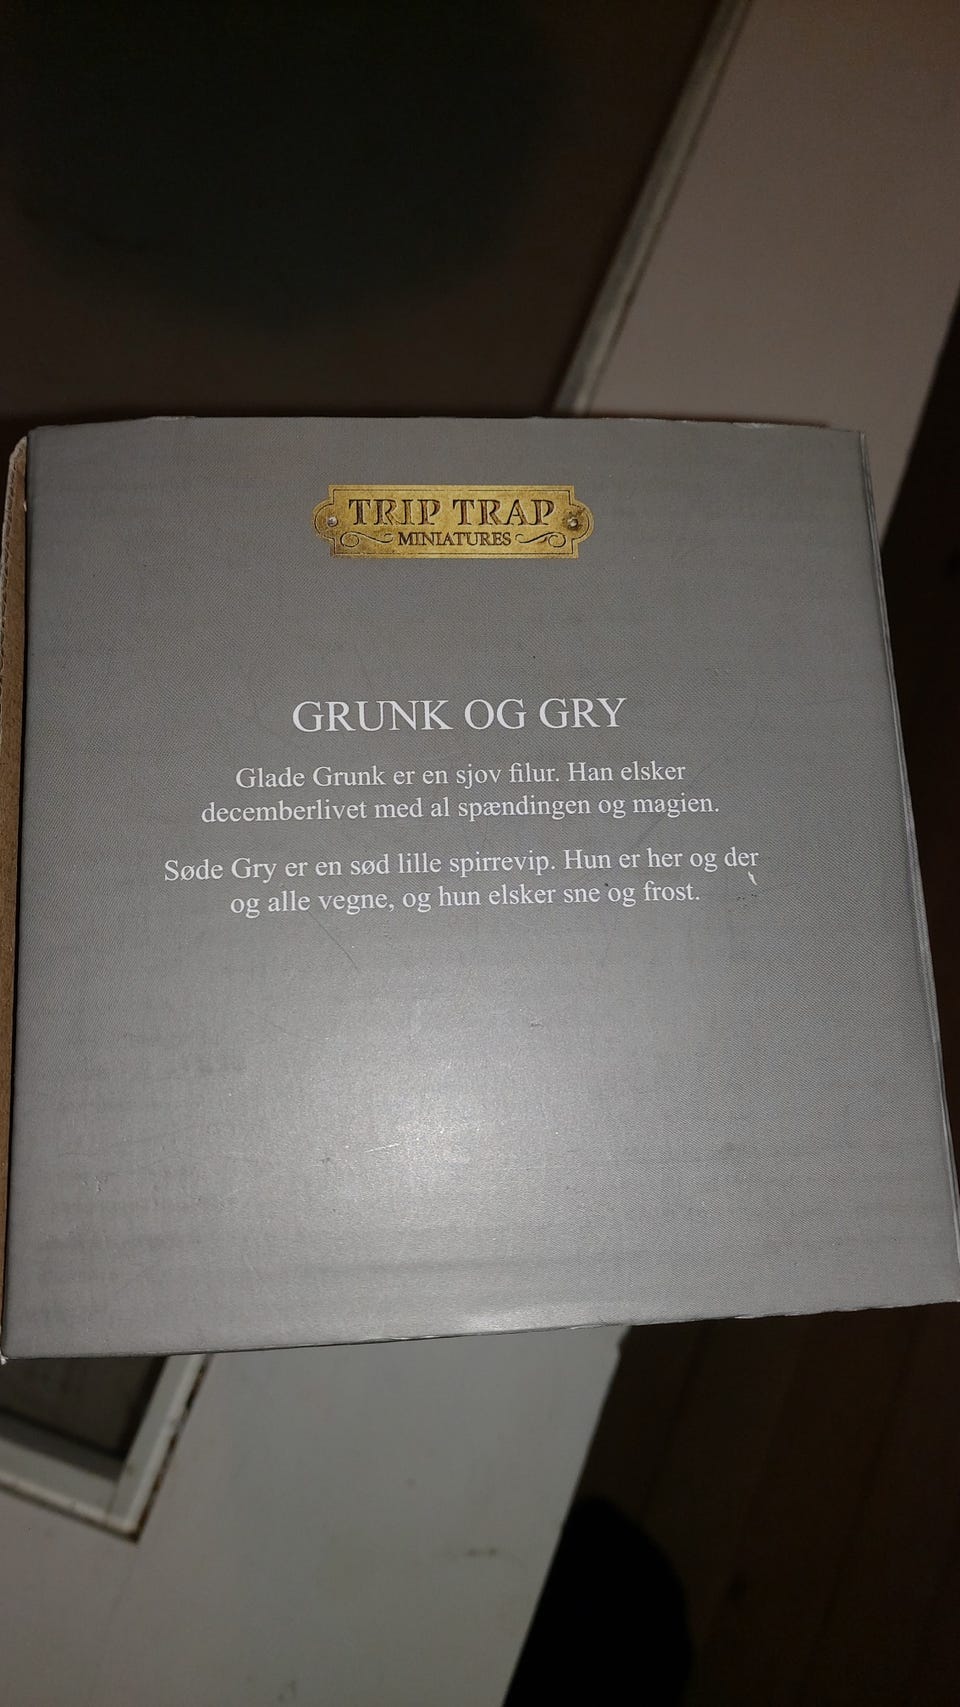 TRIP TRAP
MINIATURES
GRUNK OG GRY
Glade Grunk er en sjov filur. Han elsker
decemberlivet med al spændingen og magien.
Søde Gry er en sød lille spirrevip. Hun er her og der
og alle vegne, og hun elsker sne og frost.